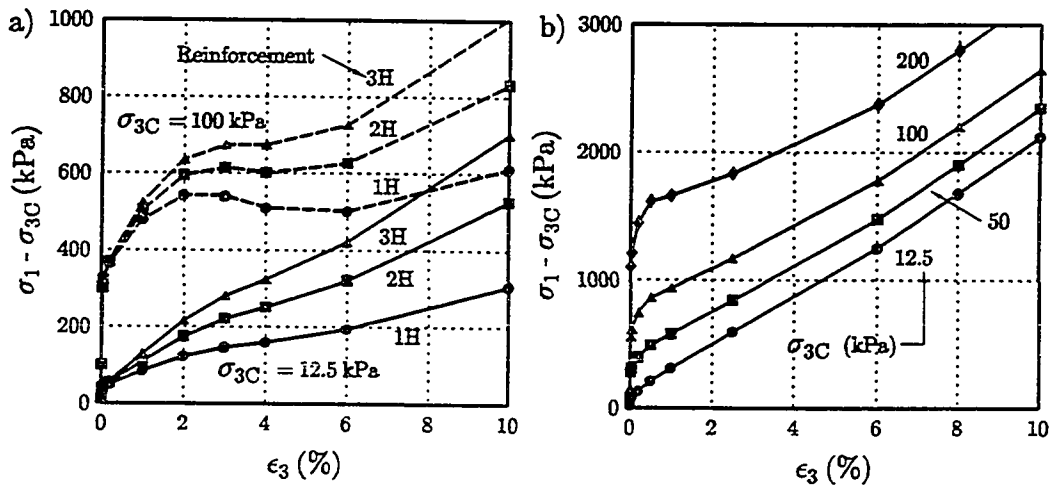 a)
1000
800
600
400
200
0
0 2 4 6 8 10
σ1 - σ3C (kPa)
ϵ3 (%)
Reinforcement
3H
σ3C = 100 kPa
2H
1H
3H
2H
1H
σ3C = 12.5 kPa
b)
3000
2000
1000
0
0 2 4 6 8 10
σ1 - σ3C (kPa)
ϵ3 (%)
200
100
50
12.5
σ3C (kPa)